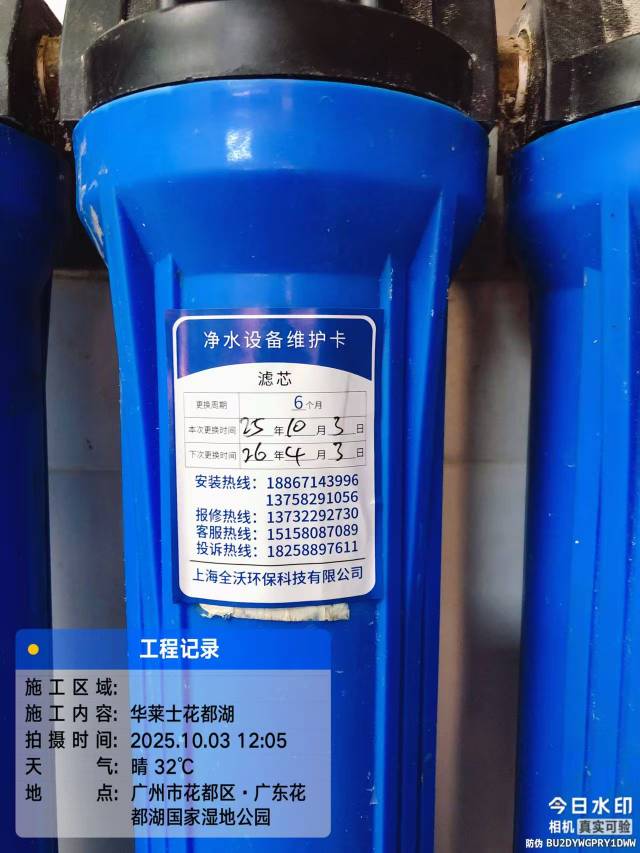 净水设备维护卡
滤芯
更换周期 6个月
本次更换时间 25年10月3日
下次更换时间 26年4月3日
安装热线：18867143996
13758291056
报修热线：13732292730
客服热线：15158087089
投诉热线：18258897611
上海全沃环保科技有限公司
工程记录
施工区域:
施工内容: 华莱士花都湖
拍摄时间: 2025.10.03 12:05
天气: 晴 32℃
地点: 广州市花都区·广东花
都湖国家湿地公园
今日水印
相机 真实可验
防伪 BU2DYWGPRY1DWW